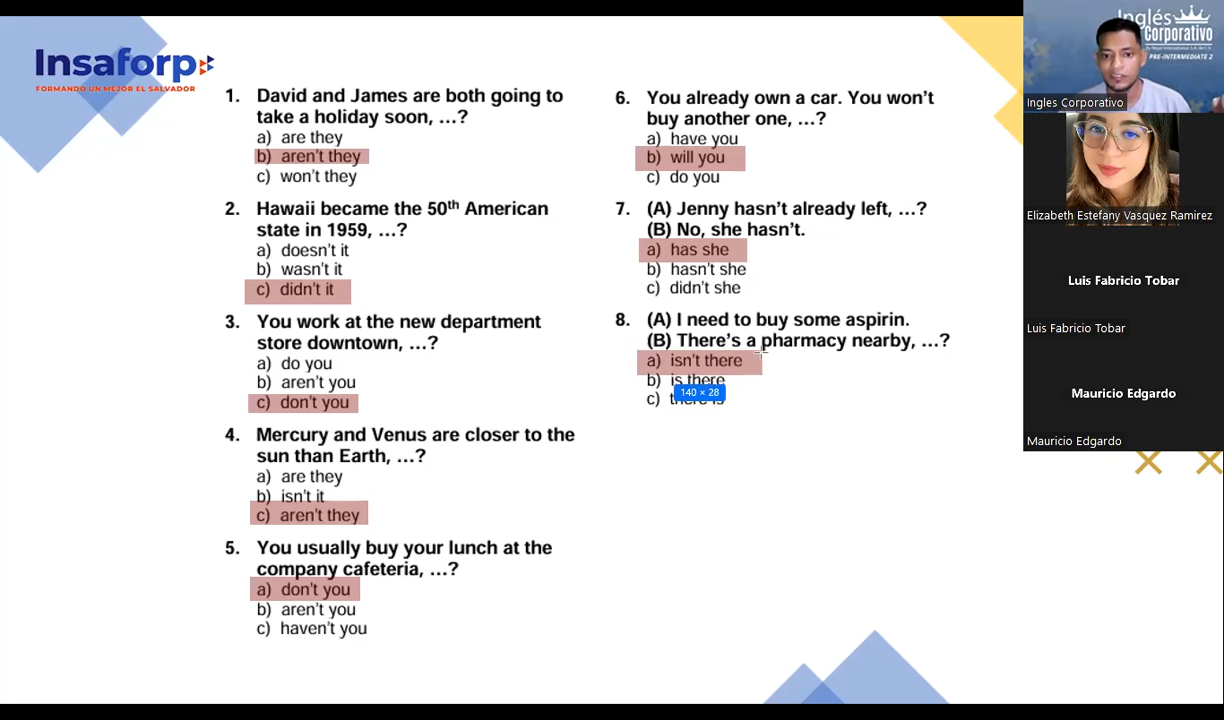 Insaforp
FORMANDO UN MEJOR EL SALVADOR
1. David and James are both going to
take a holiday soon, …?
a) are they
b) aren't they
c) won't they
2. Hawaii became the 50th American
state in 1959, …?
a) doesn't it
b) wasn't it
c) didn't it
3. You work at the new department
store downtown, …?
a) do you
b) aren't you
c) don't you
4. Mercury and Venus are closer to the
sun than Earth, …?
a) are they
b) isn't it
c) aren't they
5. You usually buy your lunch at the
company cafeteria, …?
a) don't you
b) aren't you
c) haven't you
6. You already own a car. You won't
buy another one, …?
a) have you
b) will you
c) do you
7. (A) Jenny hasn't already left, …?
(B) No, she hasn't.
a) has she
b) hasn't she
c) didn't she
8. (A) I need to buy some aspirin.
(B) There's a pharmacy nearby, …?
a) isn't there
b) is there
140 × 28
c) there is
Inglés
Corporativo
PRE-INTERMEDIATE 2
Ingles Corporativo
Elizabeth Estefany Vasquez Ramirez
Luis Fabricio Tobar
Luis Fabricio Tobar
Mauricio Edgardo
Mauricio Edgardo